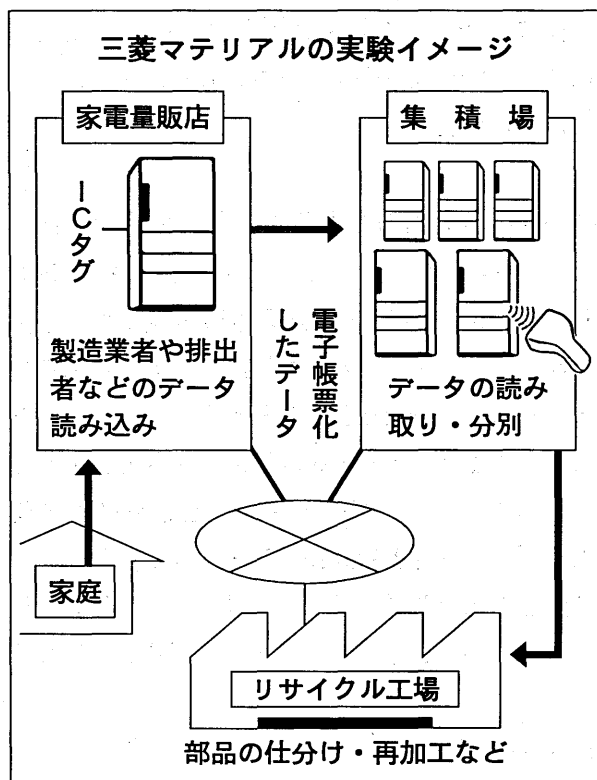 三菱マテリアルの実験イメージ
家電量販店
ICタグ
製造業者や排出
者などのデータ
読み込み
電子帳票化
したデータ
集積場
データの読み
取り・分別
家庭
リサイクル工場
部品の仕分け・再加工など